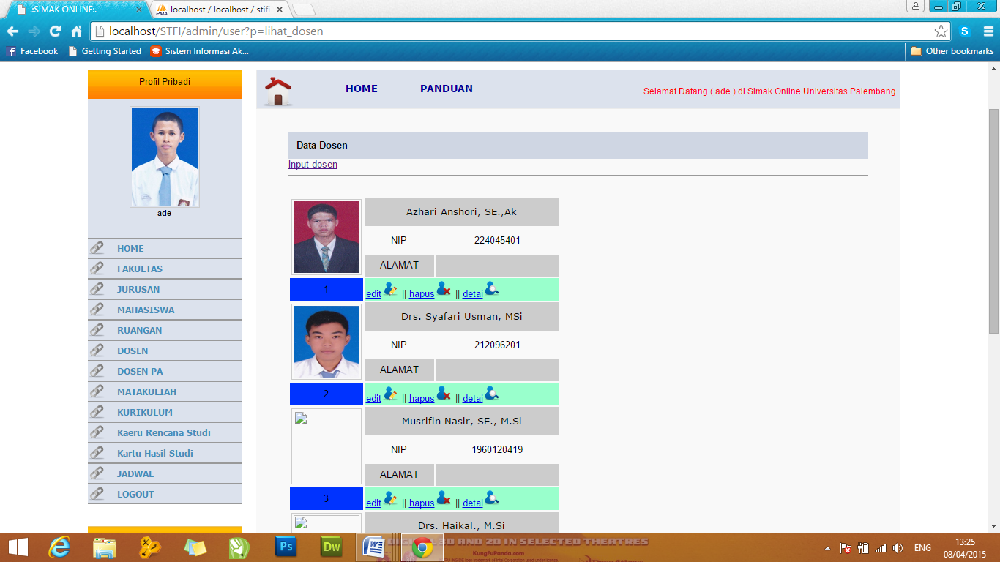 .:SIMAK ONLINE:.
localhost / localhost / stfi
localhost/STFI/admin/user?p=lihat_dosen
Facebook
Getting Started
Sistem Informasi Ak...
Other bookmarks
Profil Pribadi
ade
HOME
FAKULTAS
JURUSAN
MAHASISWA
RUANGAN
DOSEN
DOSEN PA
MATAKULIAH
KURIKULUM
Kaeru Rencana Studi
Kartu Hasil Studi
JADWAL
LOGOUT
HOME PANDUAN
Selamat Datang ( ade ) di Simak Online Universitas Palembang
Data Dosen
input dosen
Azhari Anshori, SE.,Ak
NIP 224045401
ALAMAT
1 edit || hapus || detai
Drs. Syafari Usman, MSi
NIP 212096201
ALAMAT
2 edit || hapus || detai
Musrifin Nasir, SE., M.Si
NIP 1960120419
ALAMAT
3 edit || hapus || detai
Drs. Haikal., M.Si
3D AND 2D IN SELECTED THEATRES
KungFuPanda.com
Ps
Dw
ENG
13:25
08/04/2015